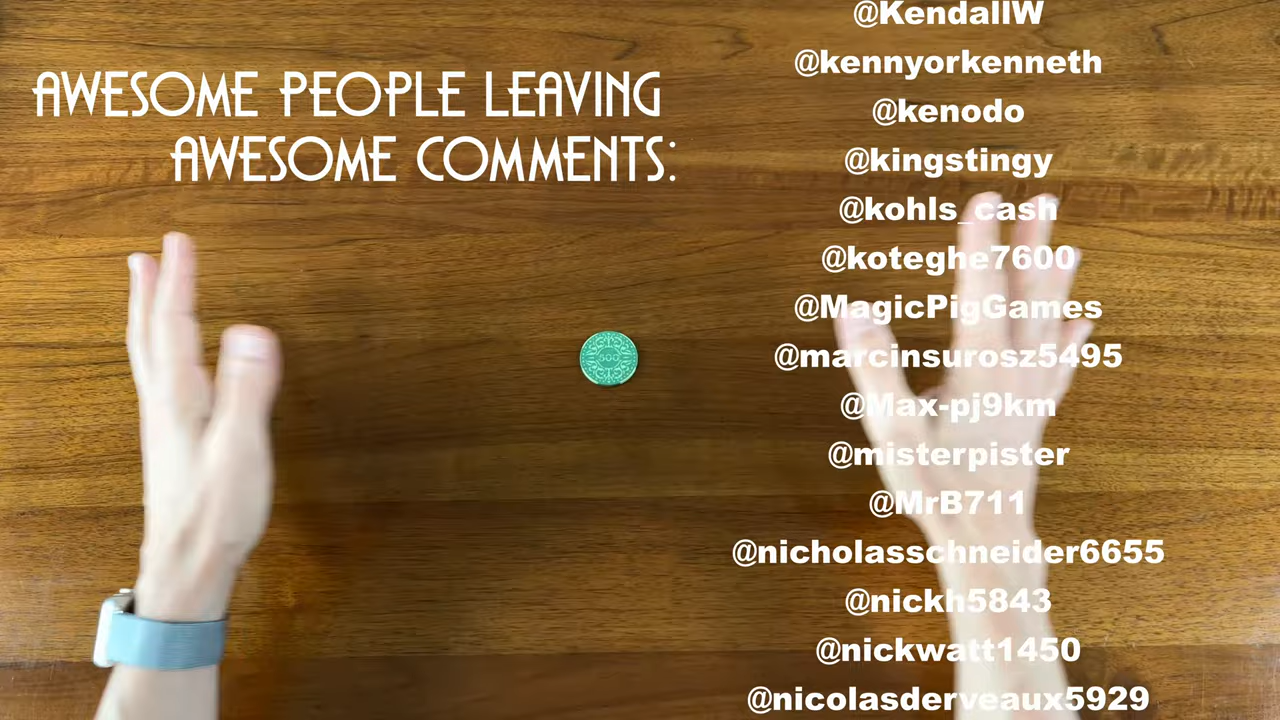 AWESOME PEOPLE LEAVING
AWESOME COMMENTS:
@KendallW
@kennyorkenneth
@kenodo
@kingstingy
@kohls_cash
@koteghe7600
@MagicPigGames
@marcinsurosz5495
@Max-pj9km
@misterpister
@MrB711
@nicholasschneider6655
@nickh5843
@nickwatt1450
@nicolasderveaux5929
500